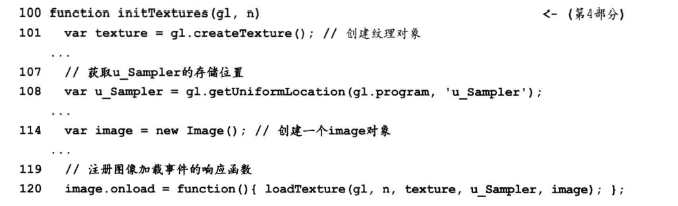 100 function initTextures(gl, n) <- (第4部分)
101 var texture = gl.createTexture(); // 创建纹理对象
...
107 // 获取u_Sampler的存储位置
108 var u_Sampler = gl.getUniformLocation(gl.program, 'u_Sampler');
...
114 var image = new Image(); // 创建一个image对象
...
119 // 注册图像加载事件的响应函数
120 image.onload = function(){ loadTexture(gl, n, texture, u_Sampler, image); };